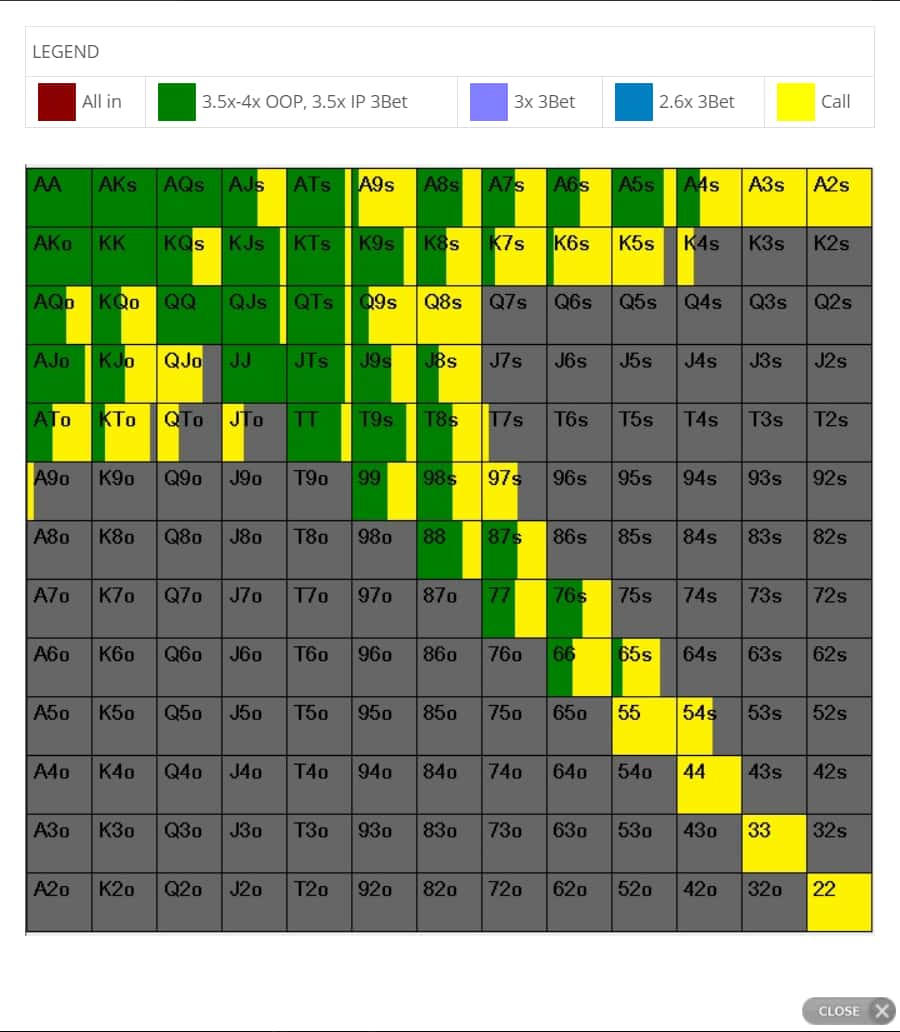 LEGEND
All in 3.5x-4x OOP, 3.5x IP 3Bet 3x 3Bet 2.6x 3Bet Call
AA AKs AQs AJs ATs A9s A8s A7s A6s A5s A4s A3s A2s
AKo KK KQs KJs KTs K9s K8s K7s K6s K5s K4s K3s K2s
AQo KQo QQ QJs QTs Q9s Q8s Q7s Q6s Q5s Q4s Q3s Q2s
AJo KJo QJo JJ JTs J9s J8s J7s J6s J5s J4s J3s J2s
ATo KTo QTo JTo TT T9s T8s T7s T6s T5s T4s T3s T2s
A9o K9o Q9o J9o T9o 99 98s 97s 96s 95s 94s 93s 92s
A8o K8o Q8o J8o T8o 98o 88 87s 86s 85s 84s 83s 82s
A7o K7o Q7o J7o T7o 97o 87o 77 76s 75s 74s 73s 72s
A6o K6o Q6o J6o T6o 96o 86o 76o 66 65s 64s 63s 62s
A5o K5o Q5o J5o T5o 95o 85o 75o 65o 55 54s 53s 52s
A4o K4o Q4o J4o T4o 94o 84o 74o 64o 54o 44 43s 42s
A3o K3o Q3o J3o T3o 93o 83o 73o 63o 53o 43o 33 32s
A2o K2o Q2o J2o T2o 92o 82o 72o 62o 52o 42o 32o 22
CLOSE